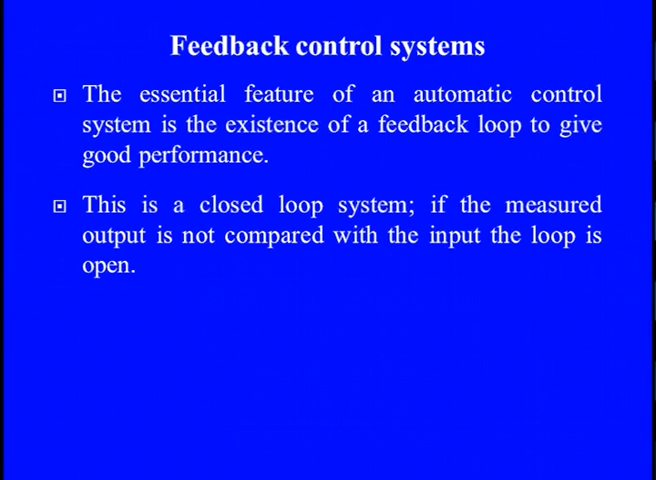 Feedback control systems
The essential feature of an automatic control
system is the existence of a feedback loop to give
good performance.
This is a closed loop system; if the measured
output is not compared with the input the loop is
open.